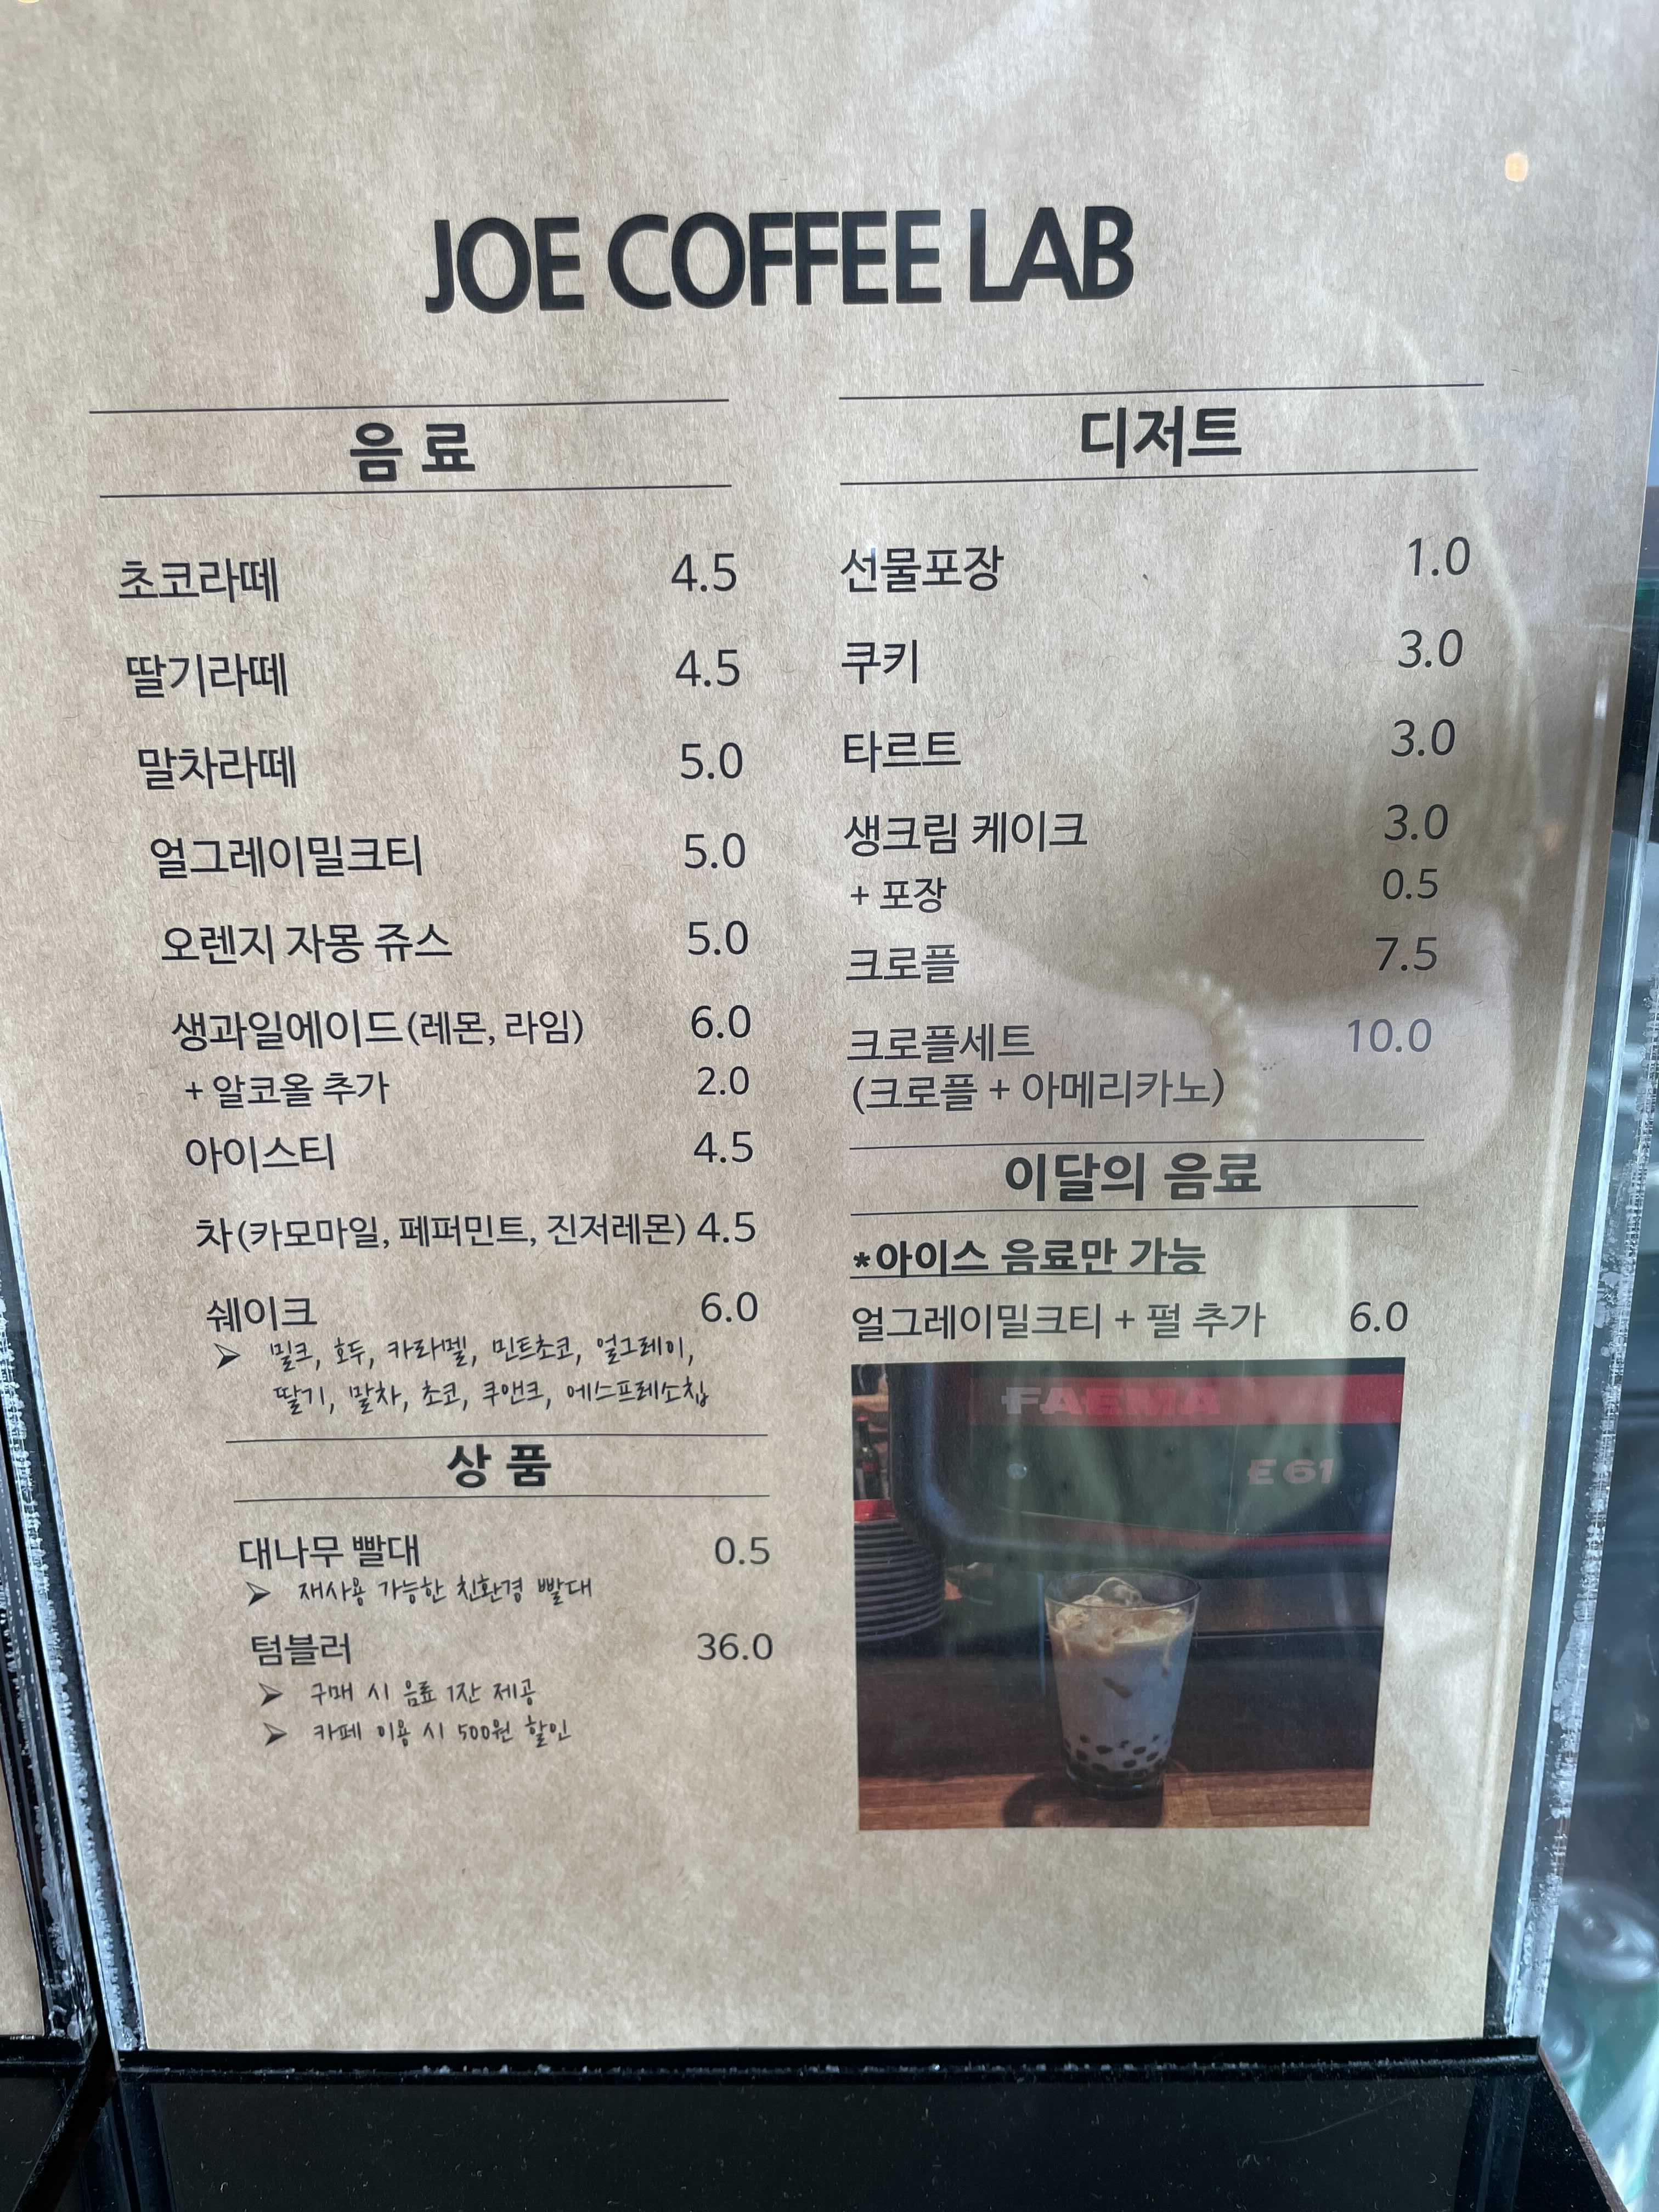 JOE COFFEE LAB
음 료
초코라떼 4.5
딸기라떼 4.5
말차라떼 5.0
얼그레이밀크티 5.0
오렌지 자몽 쥬스 5.0
생과일에이드(레몬, 라임) 6.0
+ 알코올 추가 2.0
아이스티 4.5
차(카모마일, 페퍼민트, 진저레몬) 4.5
쉐이크 6.0
➢ 밀크, 호두, 카라멜, 민트초코, 얼그레이,
딸기, 말차, 초코, 쿠앤크, 에스프레소칩
상 품
대나무 빨대 0.5
➢ 재사용 가능한 친환경 빨대
텀블러 36.0
➢ 구매 시 음료 1잔 제공
➢ 카페 이용 시 500원 할인
디저트
선물포장 1.0
쿠키 3.0
타르트 3.0
생크림 케이크 3.0
+ 포장 0.5
크로플 7.5
크로플세트 10.0
(크로플 + 아메리카노)
이달의 음료
*아이스 음료만 가능
얼그레이밀크티 + 펄 추가 6.0
FAEMA
E 61